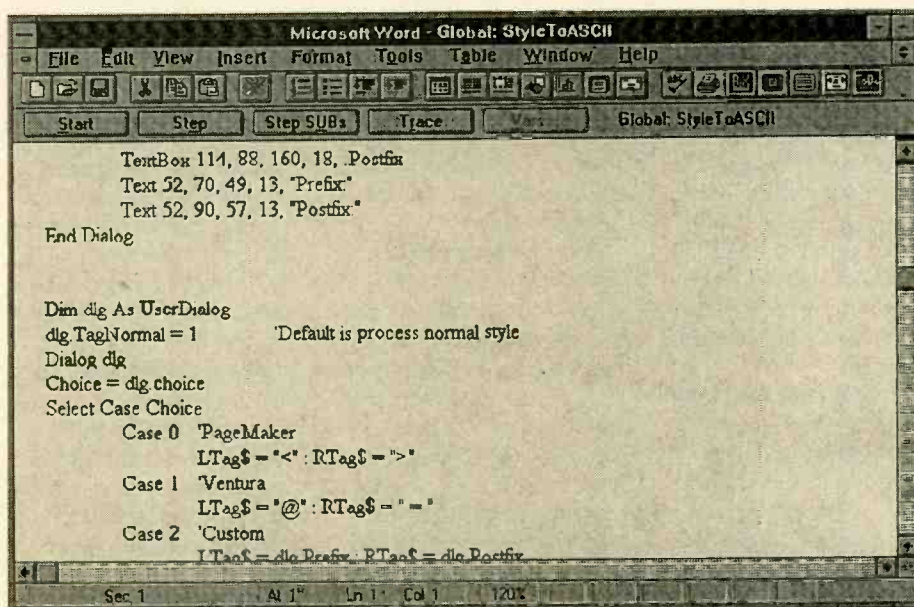 Microsoft Word - Global: StyleToASCII
File Edit View Insert Format Tools Table Window Help
Start Step Step SUBs Trace Vars Global: StyleToASCII
TextBox 114, 88, 160, 18, .Postfix
Text 52, 70, 49, 13, "Prefix:"
Text 52, 90, 57, 13, "Postfix:"
End Dialog
Dim dlg As UserDialog
dlg.TagNormal = 1 'Default is process normal style
Dialog dlg
Choice = dlg.choice
Select Case Choice
Case 0 'PageMaker
LTag$ = "<" : RTag$ = ">"
Case 1 'Ventura
LTag$ = "@" : RTag$ = " = "
Case 2 'Custom
LTag$ = dlg.Prefix : RTag$ = dlg.Postfix
Sec 1 At 1" Ln 1 Col 1 120%